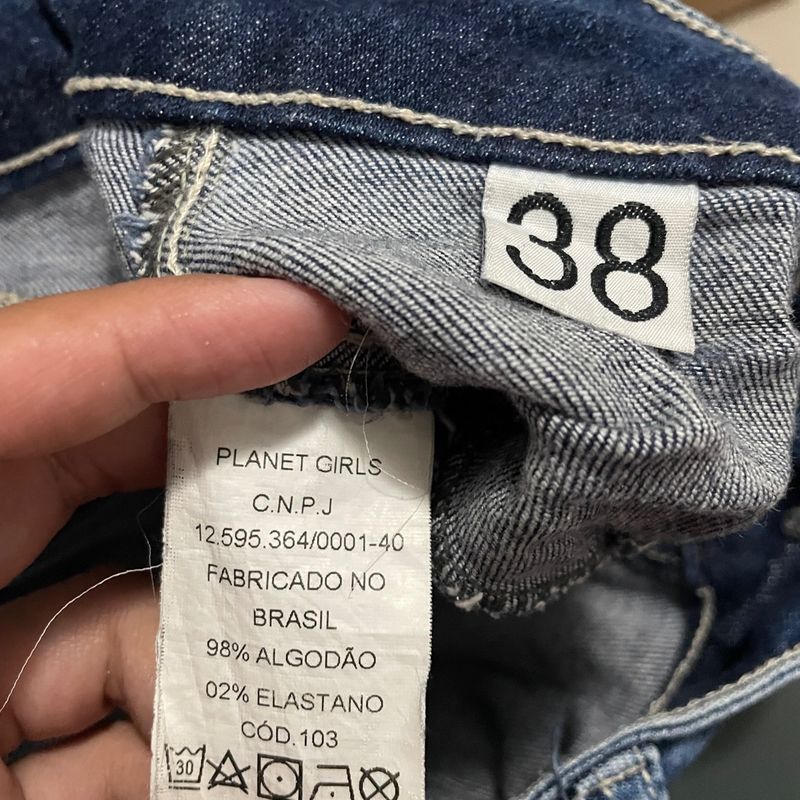 38
PLANET GIRLS
C.N.P.J
12.595.364/0001-40
FABRICADO NO
BRASIL
98% ALGODÃO
02% ELASTANO
CÓD.103
30